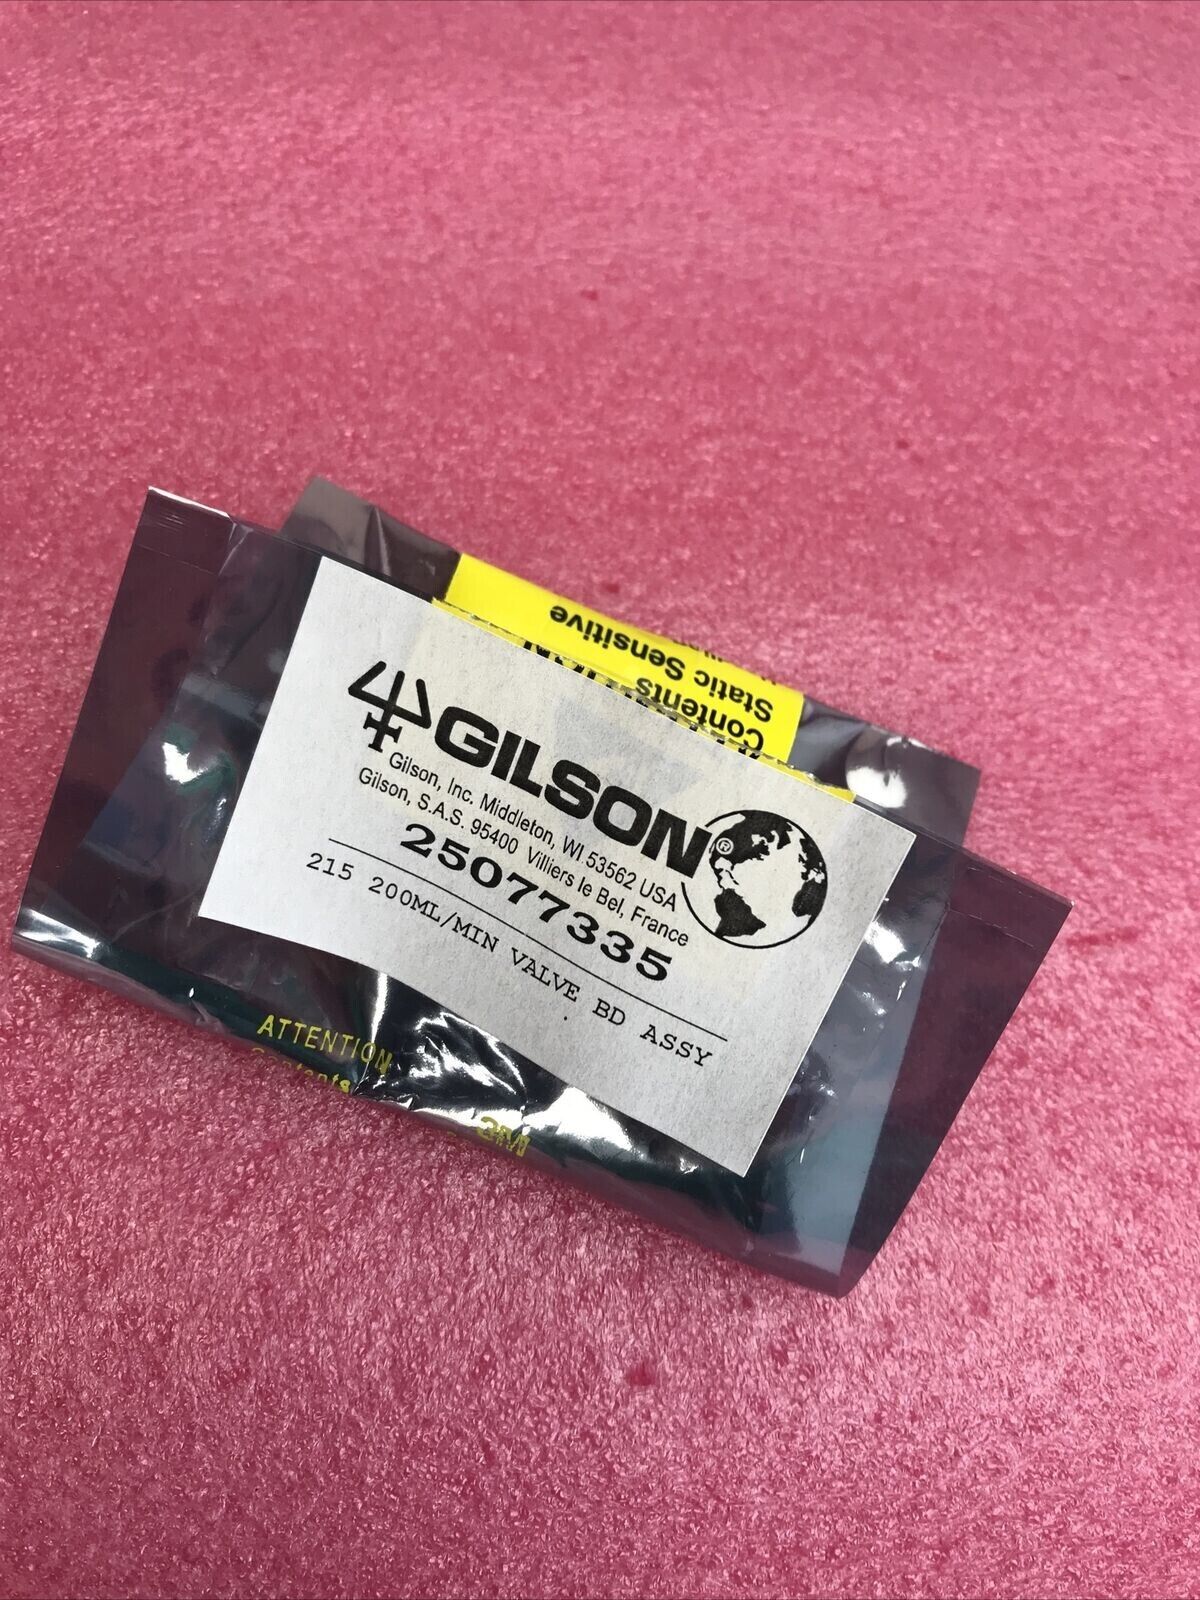 Static Sensitive
Contents
GILSON®
Gilson, Inc. Middleton, WI 53562 USA
Gilson, S.A.S. 95400 Villiers le Bel, France
25077335
215 200ML/MIN VALVE BD ASSY
ATTENTION
Contents